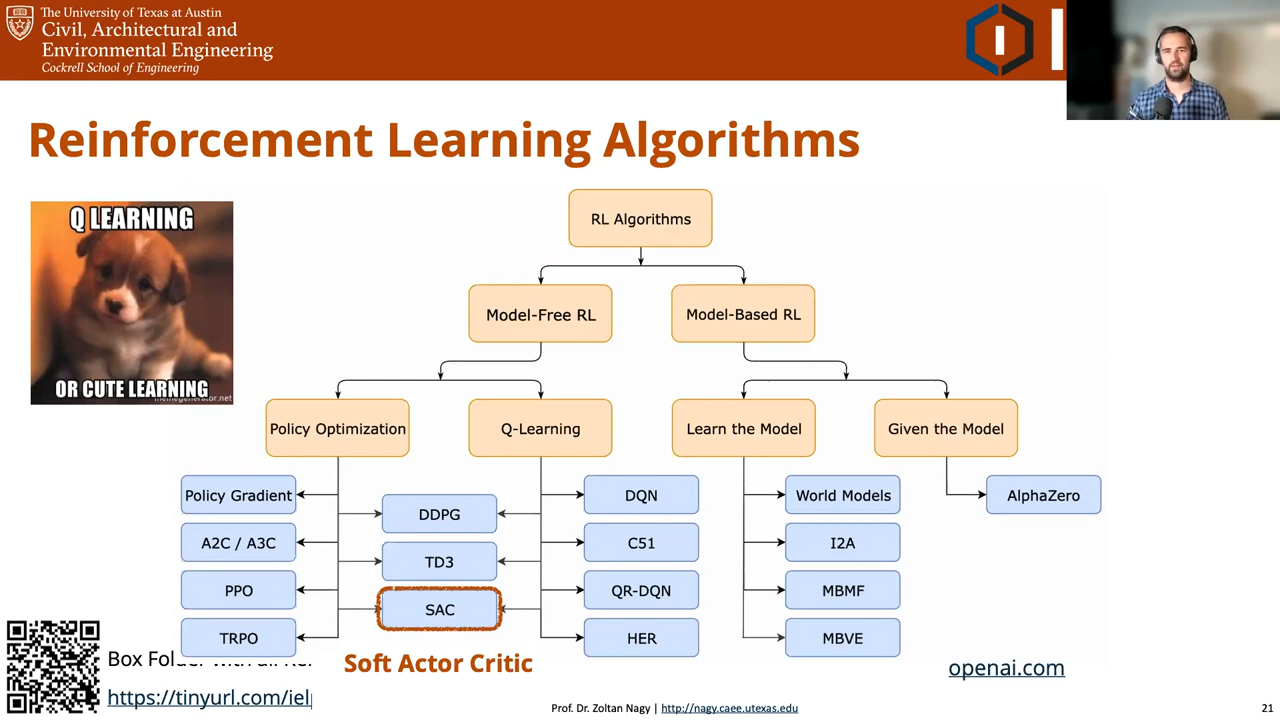 The University of Texas at Austin
Civil, Architectural and
Environmental Engineering
Cockrell School of Engineering
I
Reinforcement Learning Algorithms
Q LEARNING
OR CUTE LEARNING
RL Algorithms
Model-Free RL
Model-Based RL
Policy Optimization
Q-Learning
Learn the Model
Given the Model
Policy Gradient
A2C / A3C
PPO
TRPO
DDPG
TD3
SAC
DQN
C51
QR-DQN
HER
World Models
I2A
MBMF
MBVE
AlphaZero
Soft Actor Critic
openai.com
Box Folder with all
https://tinyurl.com/iel
Prof. Dr. Zoltan Nagy | http://nagy.caee.utexas.edu
21